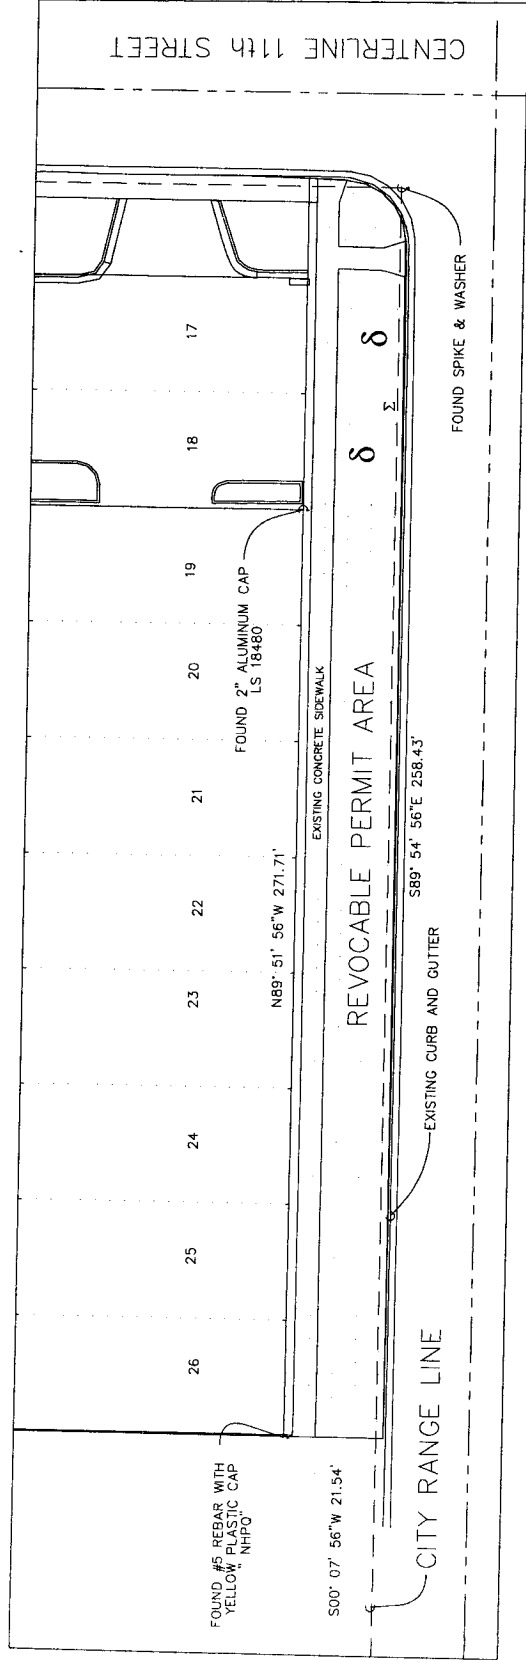 CENTERLINE 11th STREET
17
18
19
20
21
22
23
24
25
26
FOUND 2" ALUMINUM CAP
LS 18480
FOUND #5 REBAR WITH
YELLOW PLASTIC CAP
" NHPQ"
N89° 51' 56"W 271.71'
EXISTING CONCRETE SIDEWALK
REVOCABLE PERMIT AREA
δ
δ
Σ
S00° 07' 56"W 21.54'
S89° 54' 56"E 258.43'
FOUND SPIKE & WASHER
EXISTING CURB AND GUTTER
CITY RANGE LINE